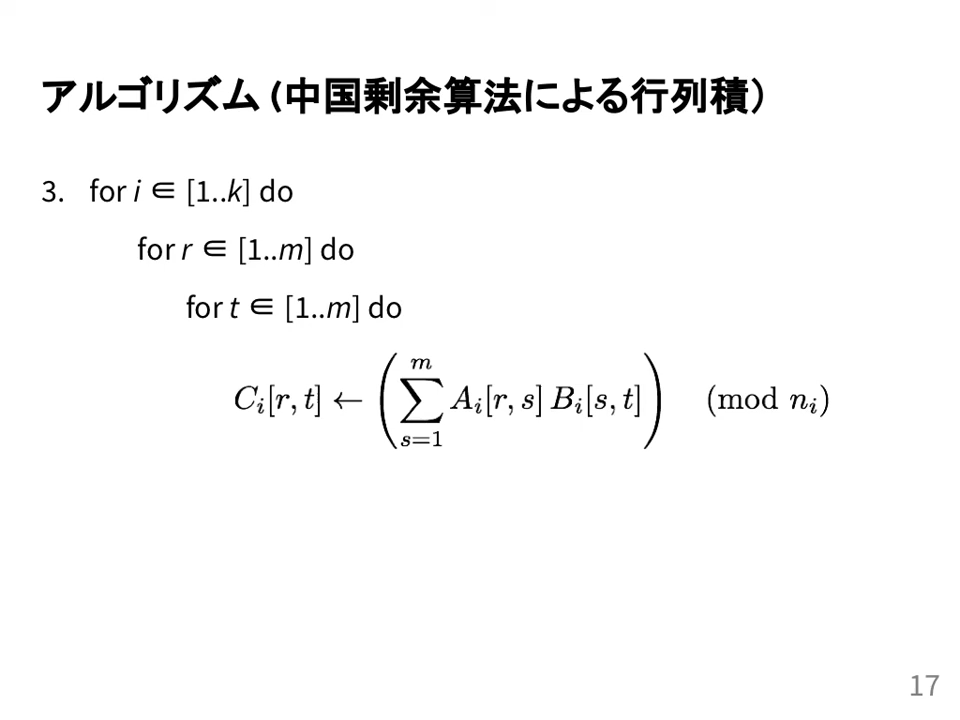 アルゴリズム (中国剰余算法による行列積)
3. for i ∈ [1..k] do
for r ∈ [1..m] do
for t ∈ [1..m] do
C_i[r, t] ← ( ∑_{s=1}^{m} A_i[r, s] B_i[s, t] ) (mod n_i)
17